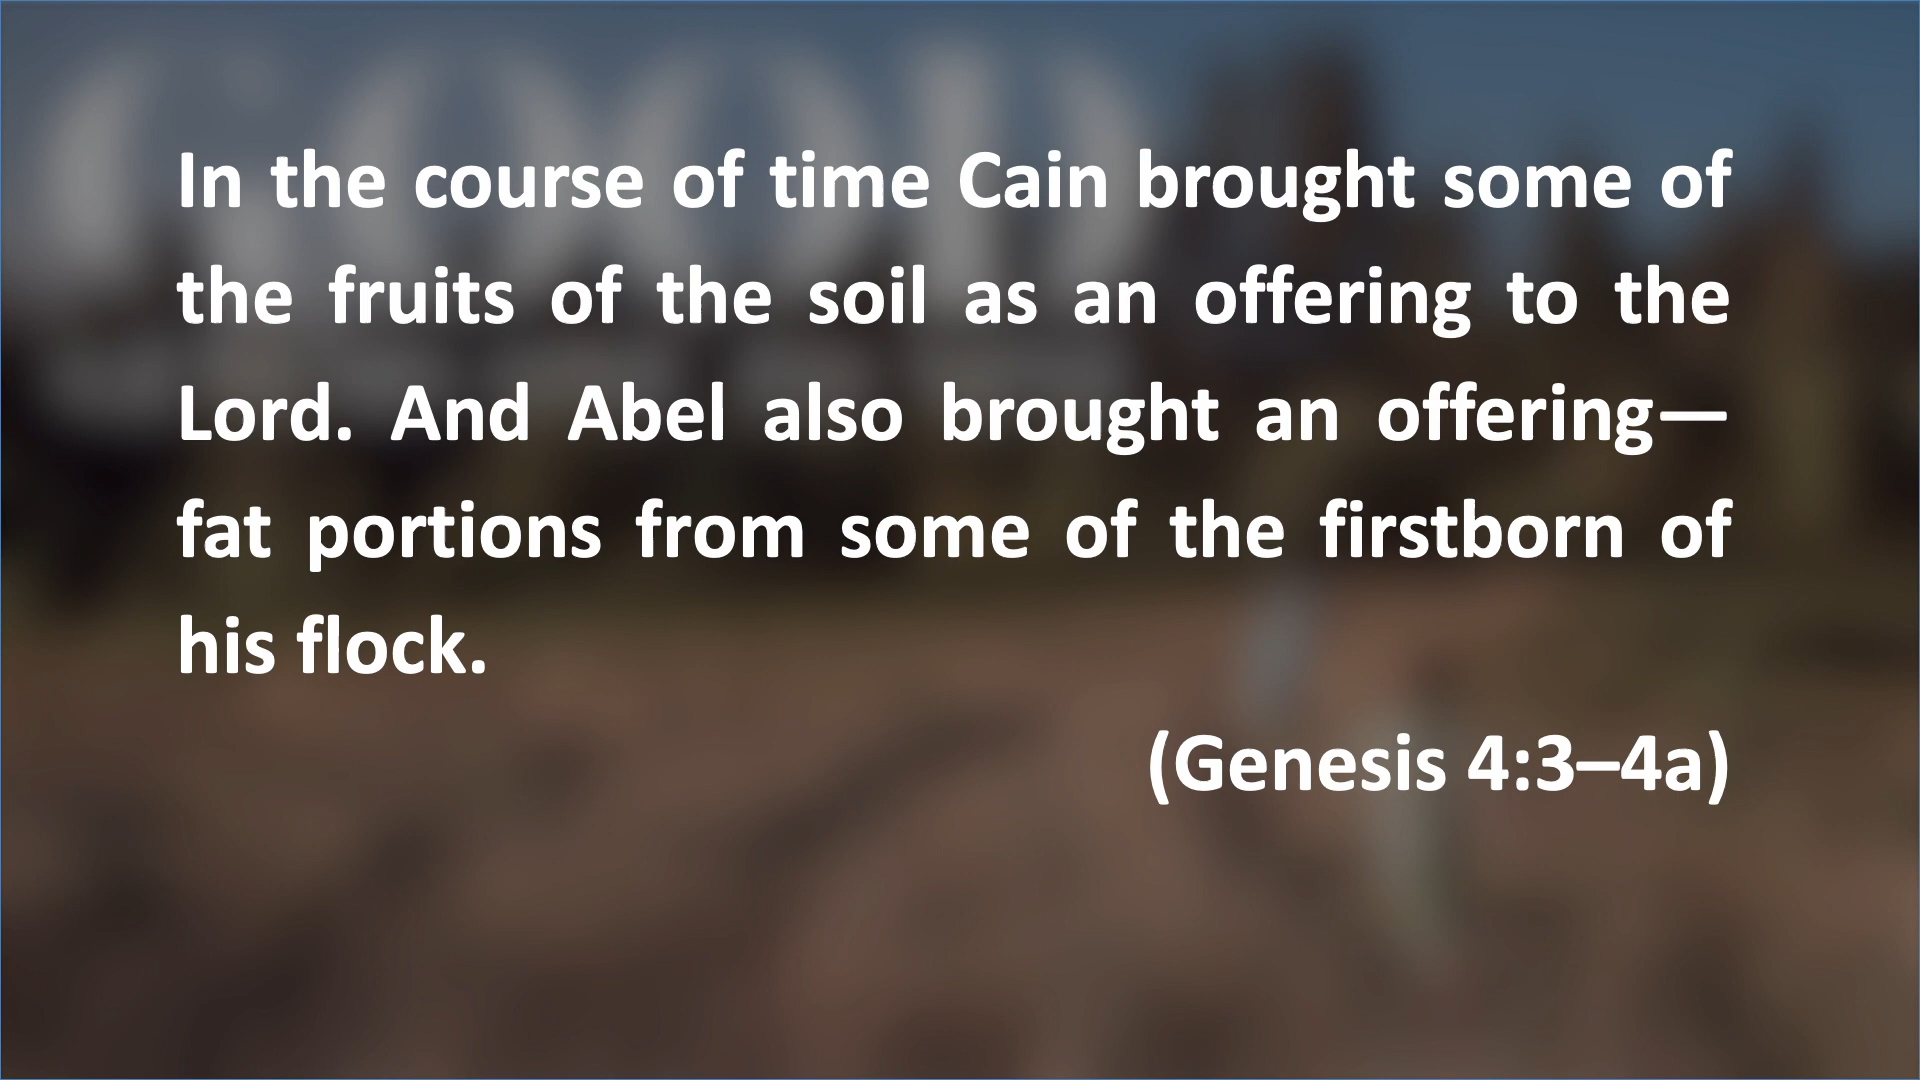 In the course of time Cain brought some of
the fruits of the soil as an offering to the
Lord. And Abel also brought an offering—
fat portions from some of the firstborn of
his flock.
(Genesis 4:3–4a)